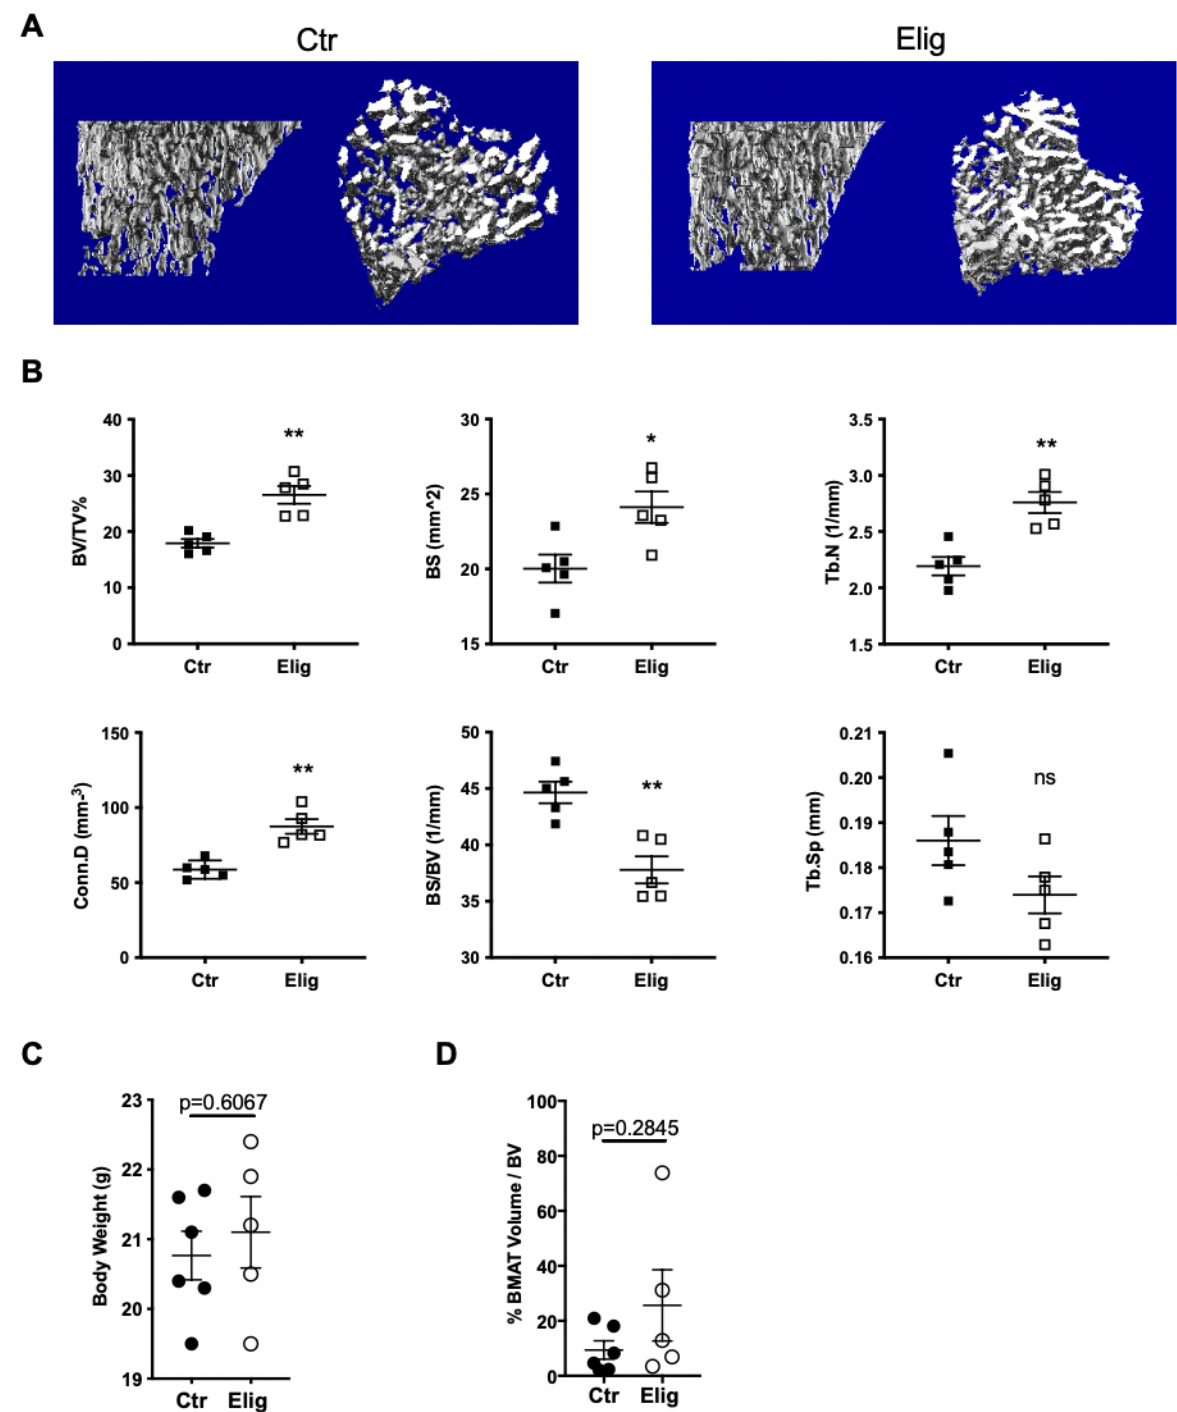 A
Ctr
Elig
B
BV/TV%
40
30
20
10
0
**
Ctr
Elig
BS (mm^2)
30
25
20
15
*
Ctr
Elig
Tb.N (1/mm)
3.5
3.0
2.5
2.0
1.5
**
Ctr
Elig
Conn.D (mm-3)
150
100
50
0
**
Ctr
Elig
BS/BV (1/mm)
50
45
40
35
30
**
Ctr
Elig
Tb.Sp (mm)
0.21
0.20
0.19
0.18
0.17
0.16
ns
Ctr
Elig
C
Body Weight (g)
23
22
21
20
19
p=0.6067
Ctr
Elig
D
% BMAT Volume / BV
100
80
60
40
20
0
p=0.2845
Ctr
Elig